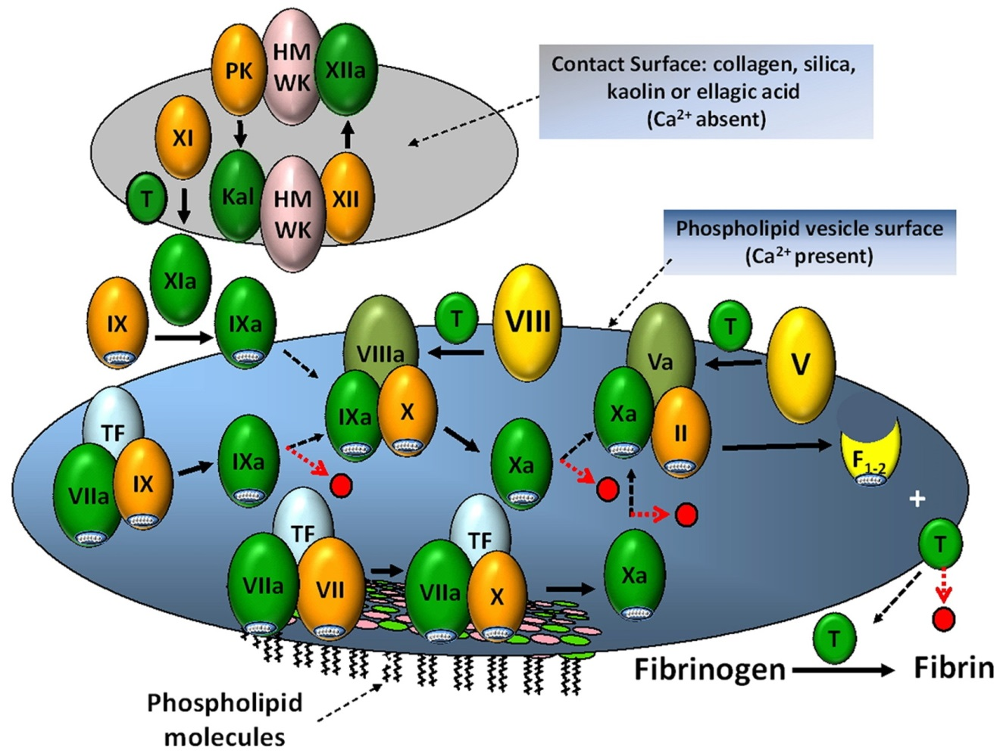 PK
HM
WK
XIIa
Contact Surface: collagen, silica,
kaolin or ellagic acid
(Ca²⁺ absent)
XI
T
Kal
HM
WK
XII
Phospholipid vesicle surface
(Ca²⁺ present)
XIa
IX
IXa
VIIIa
T
VIII
Va
T
V
IXa
X
Xa
II
TF
VIIa
IX
IXa
Xa
F₁₋₂
+
TF
VIIa
VII
TF
VIIa
X
Xa
T
T
Fibrinogen
Fibrin
Phospholipid
molecules